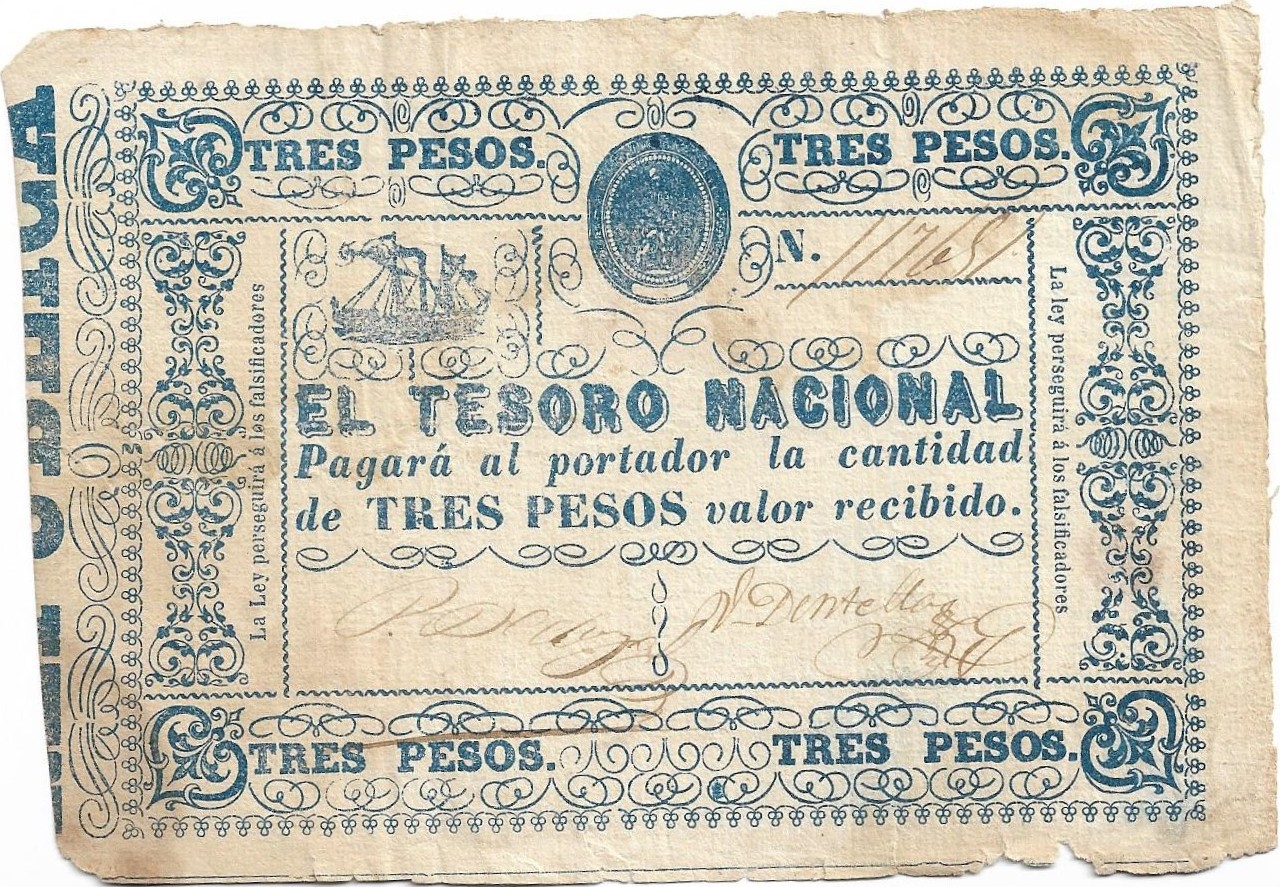 TRES PESOS.
TRES PESOS.
N. 11761
EL TESORO NACIONAL
Pagará al portador la cantidad
de TRES PESOS valor recibido.
La Ley perseguirá á los falsificadores
La ley perseguirá á los falsificadores
TRES PESOS.
TRES PESOS.